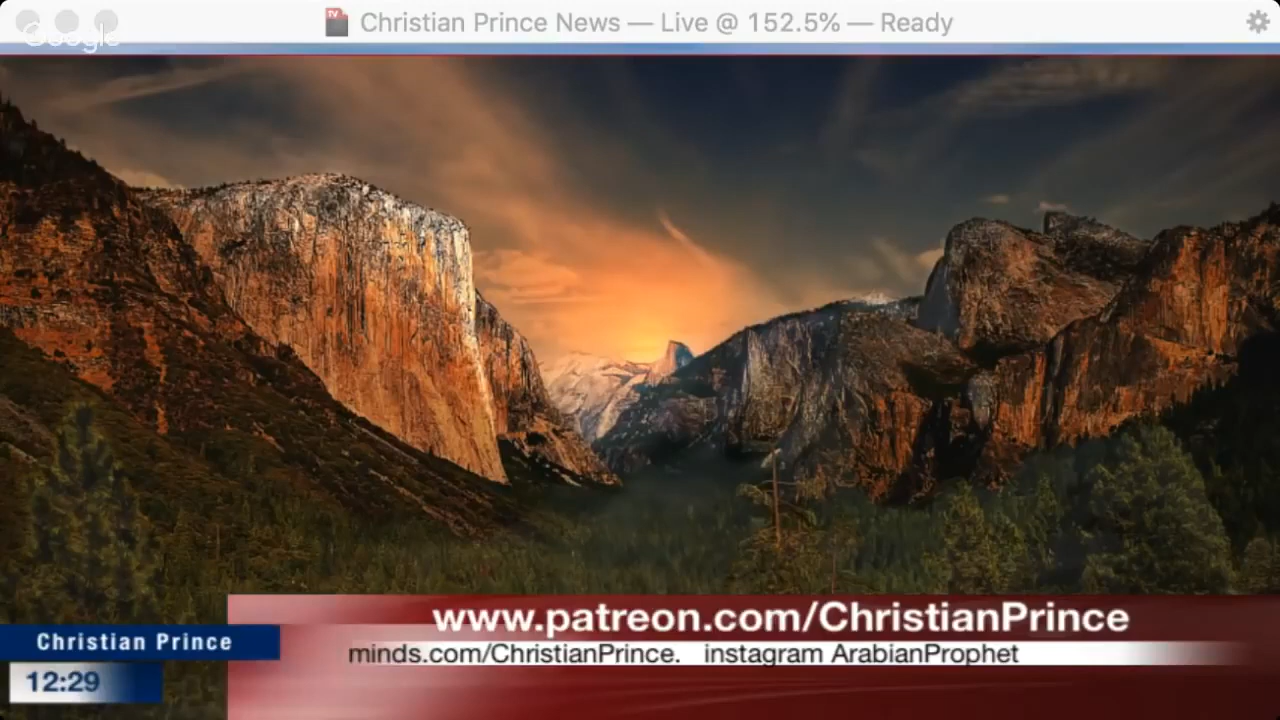 Christian Prince News — Live @ 152.5% — Ready
Google
www.patreon.com/ChristianPrince
Christian Prince
minds.com/ChristianPrince. instagram ArabianProphet
12:29